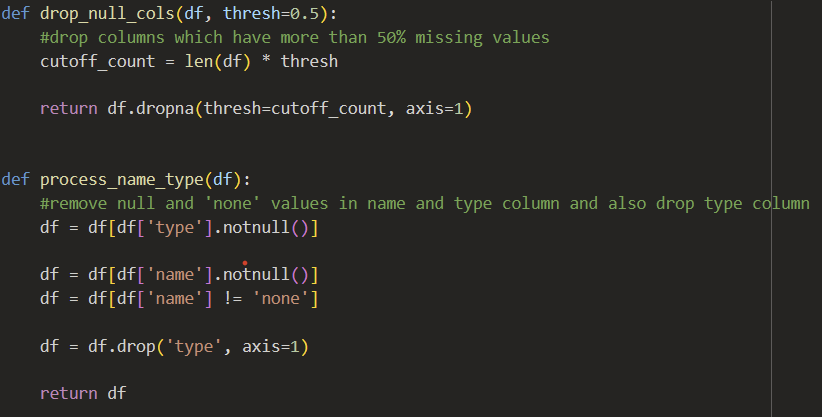 def drop_null_cols(df, thresh=0.5):
    #drop columns which have more than 50% missing values
    cutoff_count = len(df) * thresh
    return df.dropna(thresh=cutoff_count, axis=1)
def process_name_type(df):
    #remove null and 'none' values in name and type column and also drop type column
    df = df[df['type'].notnull()]
    df = df[df['name'].notnull()]
    df = df[df['name'] != 'none']
    df = df.drop('type', axis=1)
    return df